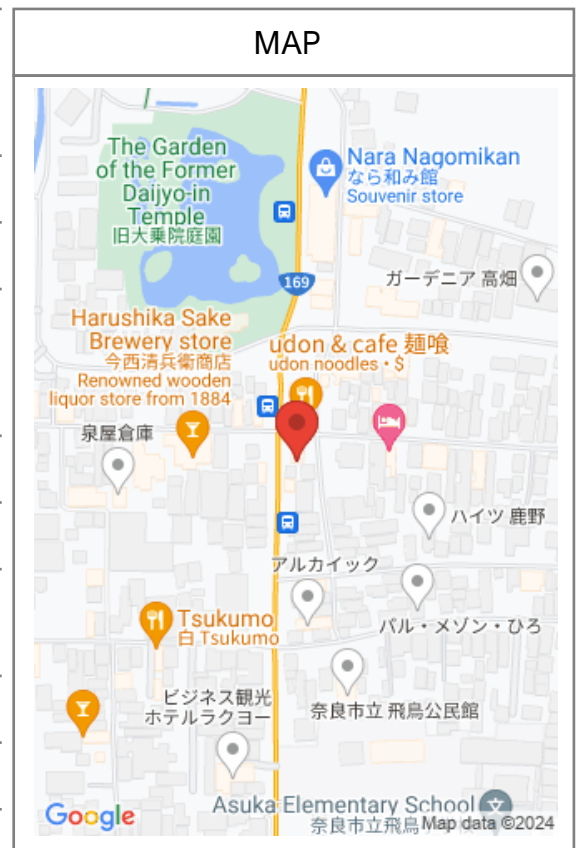 MAP
The Garden
of the Former
Daijyo-in
Temple
旧大乗院庭園
Nara Nagomikan
なら和み館
Souvenir store
169
ガーデニア 高畑
Harushika Sake
Brewery store
今西清兵衛商店
Renowned wooden
liquor store from 1884
udon & cafe 麺喰
udon noodles • $
泉屋倉庫
ハイツ 鹿野
アルカイック
パル・メゾン・ひろ
Tsukumo
白 Tsukumo
ビジネス観光
ホテルラクヨー
奈良市立 飛鳥公民館
Asuka Elementary School
奈良市立飛鳥
Google
Map data ©2024